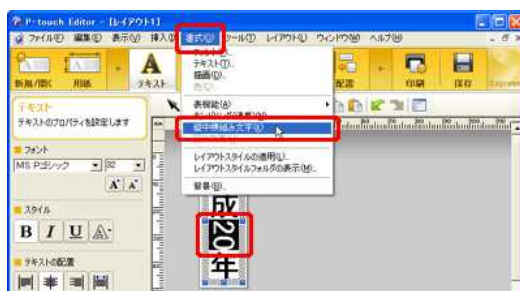 P-touch Editor - [レイアウト1]
ファイル(F) 編集(E) 表示(V) 挿入(I) 書式(O) ツール(T) レイアウト(L) ウィンドウ(W) ヘルプ(H)
新規/開く 用紙 テキスト 配置 印刷 保存 Express
テキスト(T)...
描画(D)...
表機能(A)
縦中横組み文字(K)
レイアウトスタイルの適用(L)...
レイアウトスタイルフォルダの表示(M)...
背景(B)...
テキスト
テキストのプロパティを設定します
フォント
MS Pゴシック 32
A A
スタイル
B I U A
テキストの配置
成
20
年